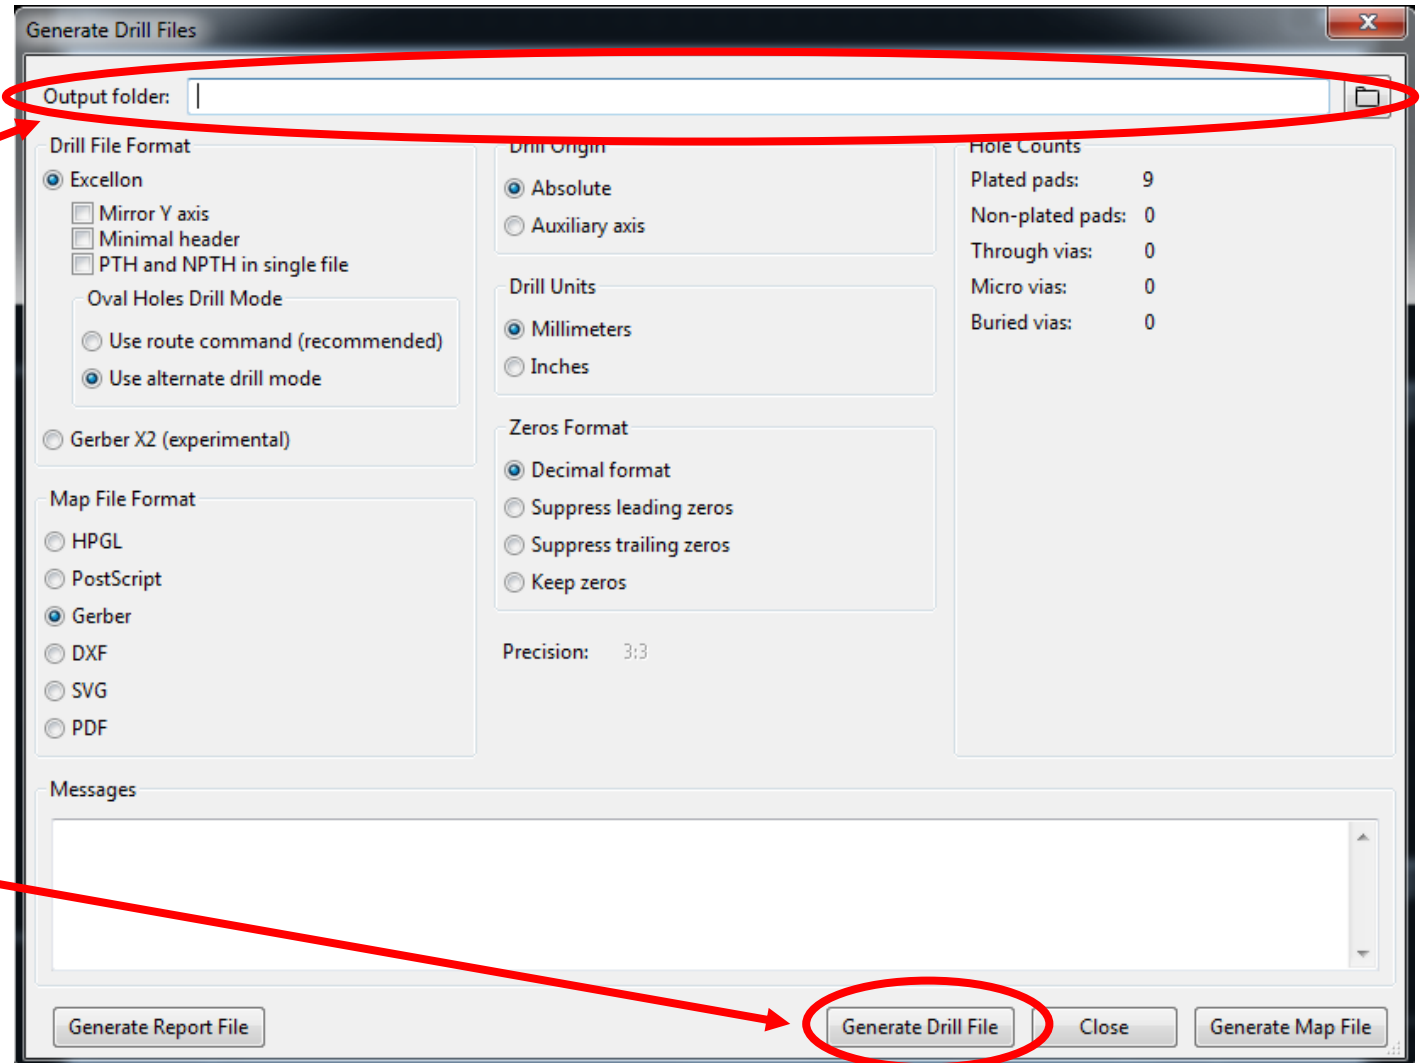 Generate Drill Files
Output folder:
Drill File Format
Excellon
Mirror Y axis
Minimal header
PTH and NPTH in single file
Oval Holes Drill Mode
Use route command (recommended)
Use alternate drill mode
Gerber X2 (experimental)
Map File Format
HPGL
PostScript
Gerber
DXF
SVG
PDF
Drill Origin
Absolute
Auxiliary axis
Drill Units
Millimeters
Inches
Zeros Format
Decimal format
Suppress leading zeros
Suppress trailing zeros
Keep zeros
Precision: 3:3
Hole Counts
Plated pads: 9
Non-plated pads: 0
Through vias: 0
Micro vias: 0
Buried vias: 0
Messages
Generate Report File
Generate Drill File
Close
Generate Map File